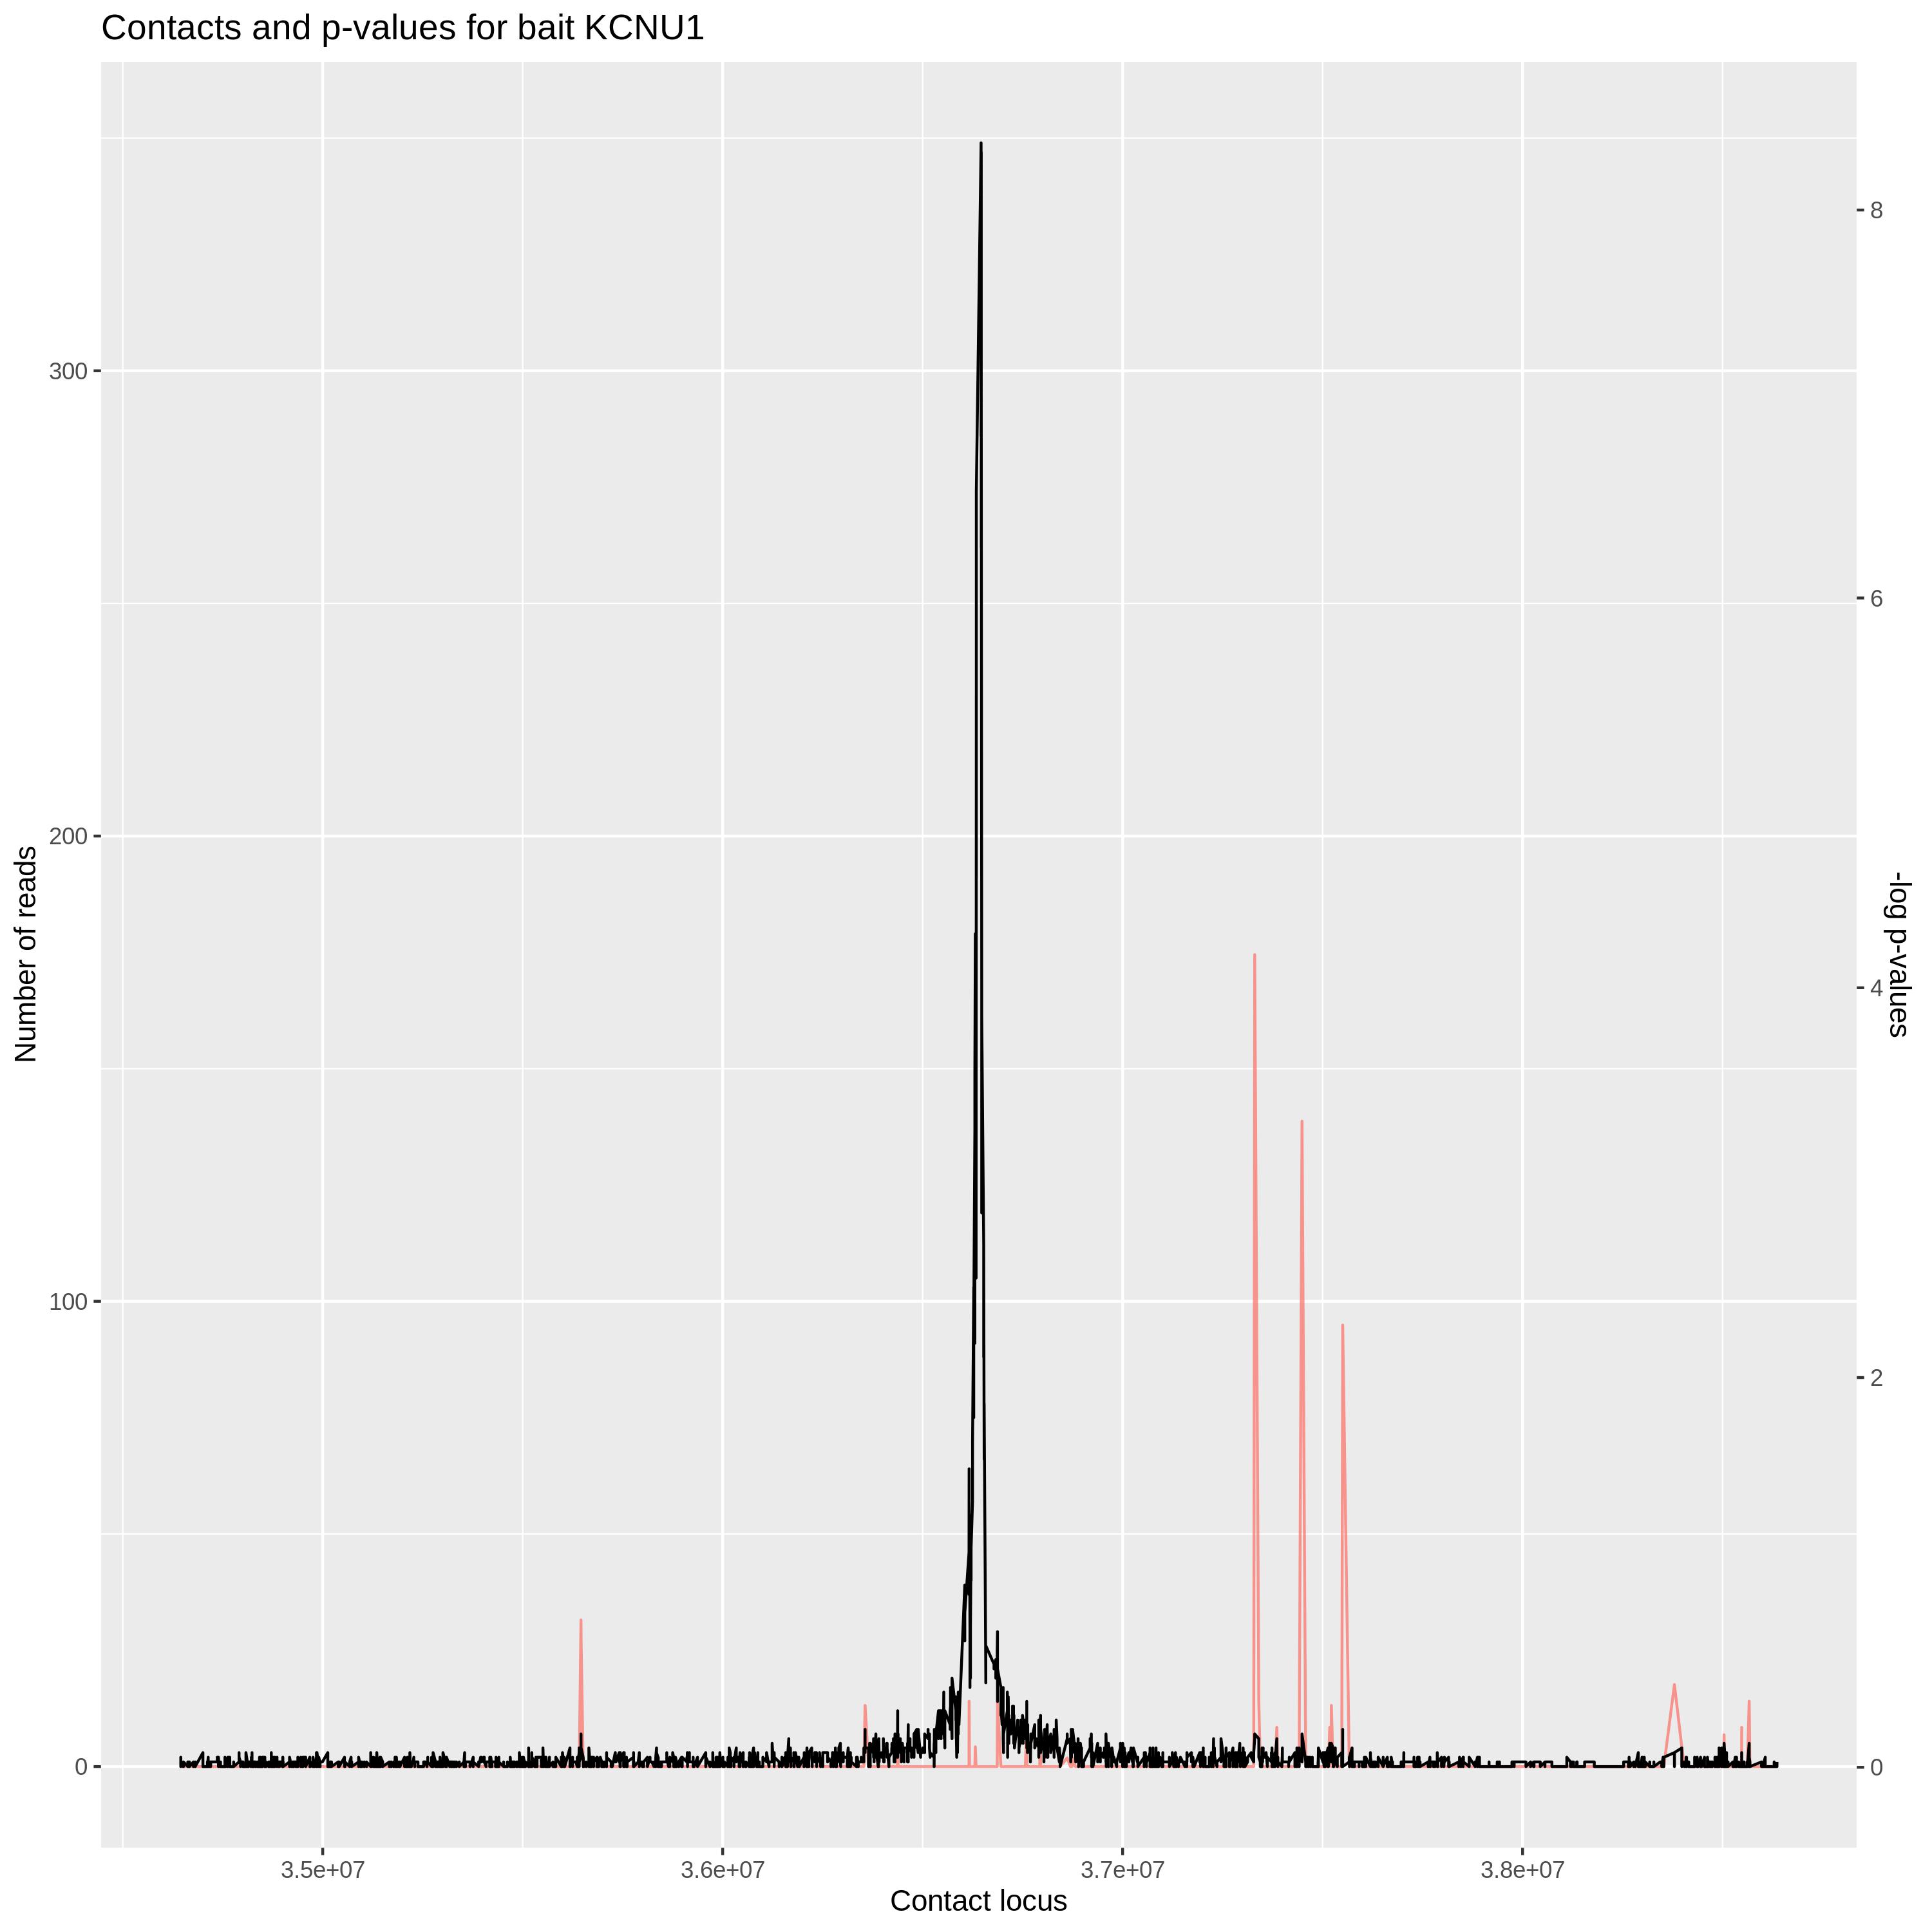 Contacts and p-values for bait KCNU1
300
200
100
0
Number of reads
8
6
4
2
0
-log p-values
3.5e+07
3.6e+07
3.7e+07
3.8e+07
Contact locus